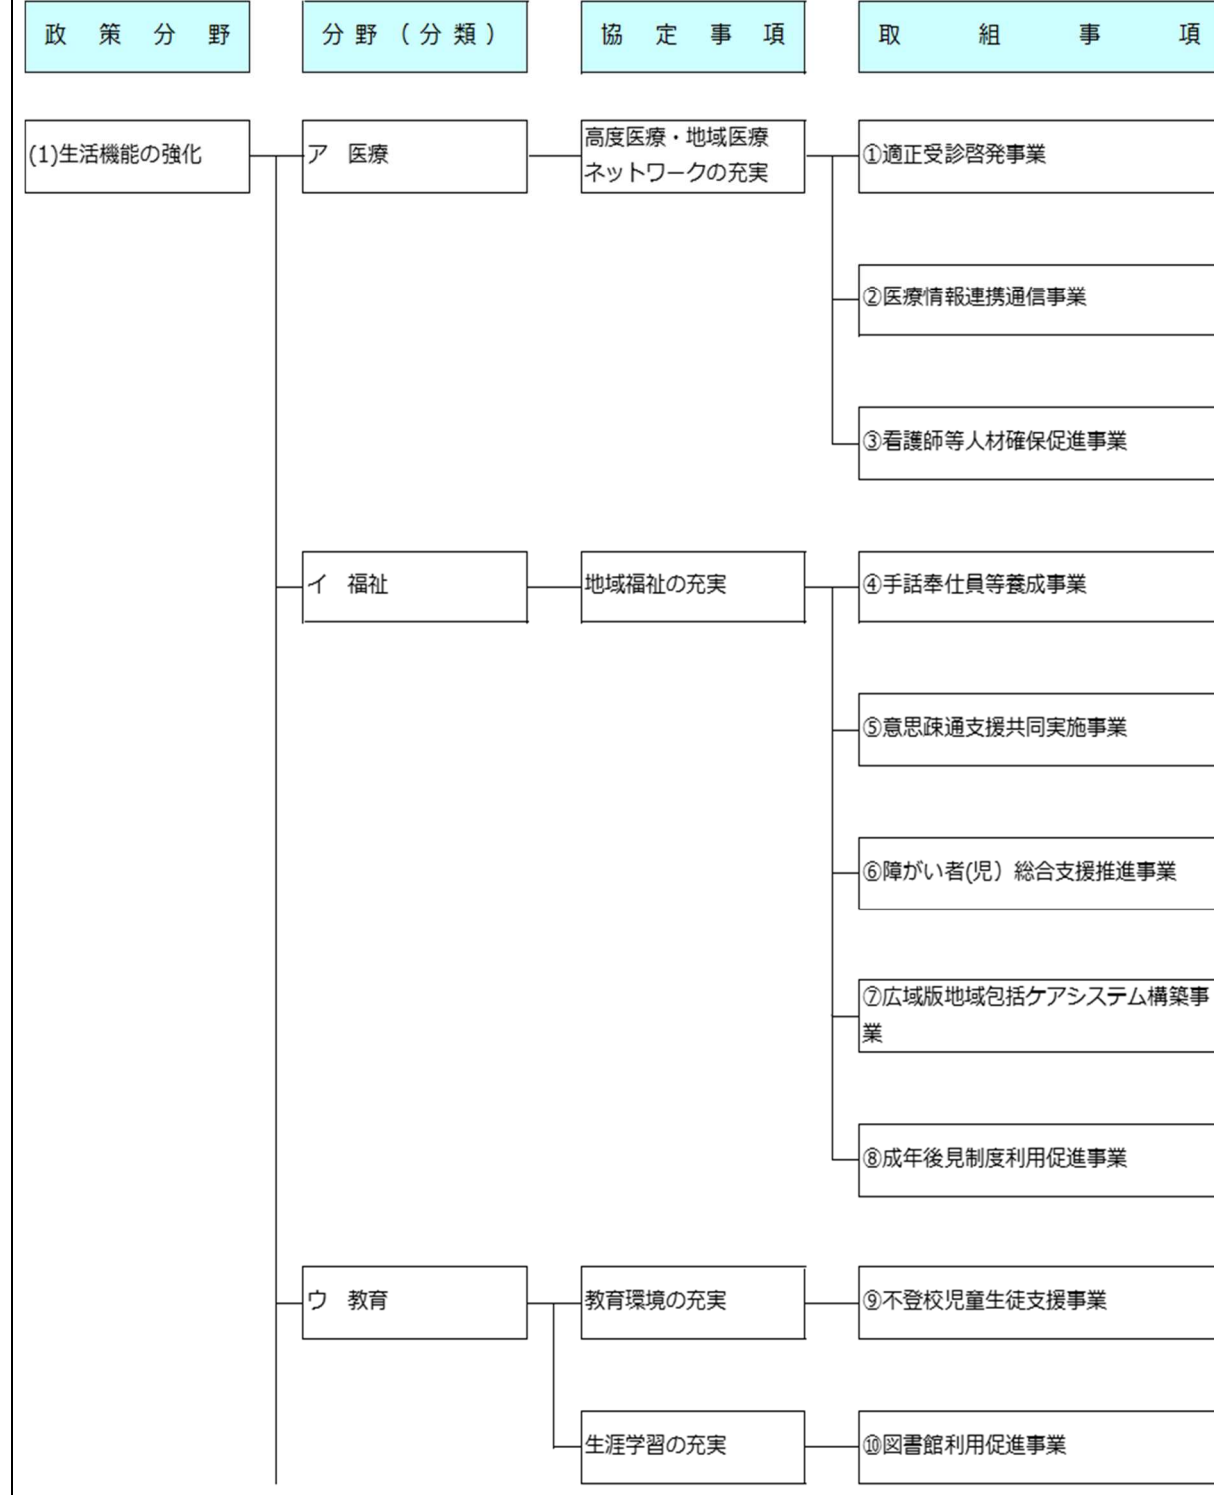 政策分野
分野（分類）
協定事項
取組事項
(1)生活機能の強化
ア　医療
高度医療・地域医療
ネットワークの充実
①適正受診啓発事業
②医療情報連携通信事業
③看護師等人材確保促進事業
イ　福祉
地域福祉の充実
④手話奉仕員等養成事業
⑤意思疎通支援共同実施事業
⑥障がい者(児）総合支援推進事業
⑦広域版地域包括ケアシステム構築事
業
⑧成年後見制度利用促進事業
ウ　教育
教育環境の充実
⑨不登校児童生徒支援事業
生涯学習の充実
⑩図書館利用促進事業